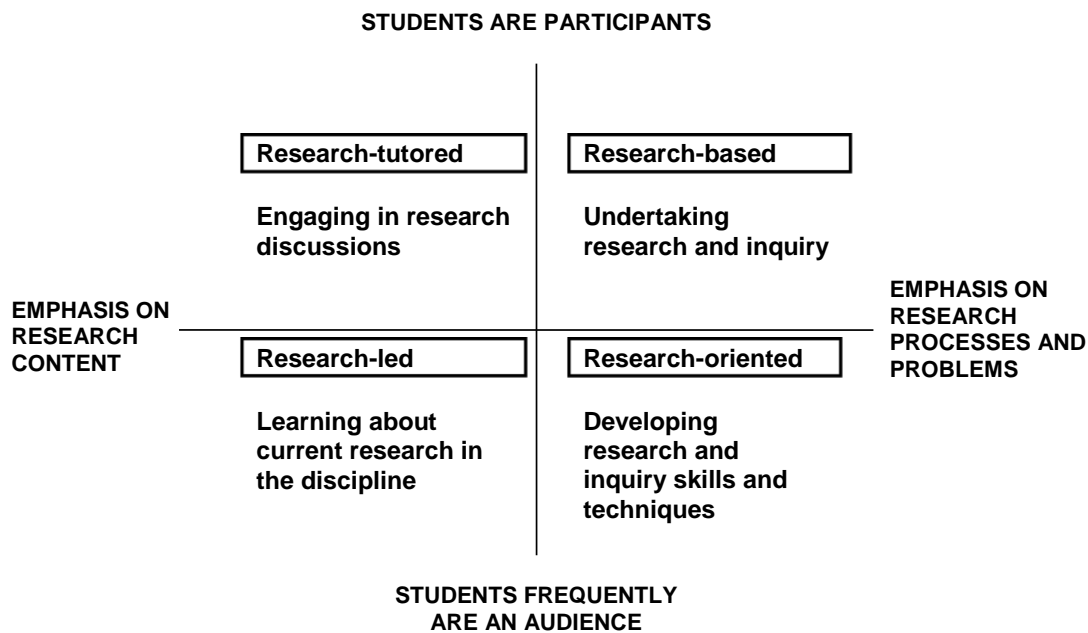 STUDENTS ARE PARTICIPANTS
Research-tutored
Engaging in research
discussions
Research-based
Undertaking
research and inquiry
EMPHASIS ON
RESEARCH
CONTENT
EMPHASIS ON
RESEARCH
PROCESSES AND
PROBLEMS
Research-led
Learning about
current research in
the discipline
Research-oriented
Developing
research and
inquiry skills and
techniques
STUDENTS FREQUENTLY
ARE AN AUDIENCE